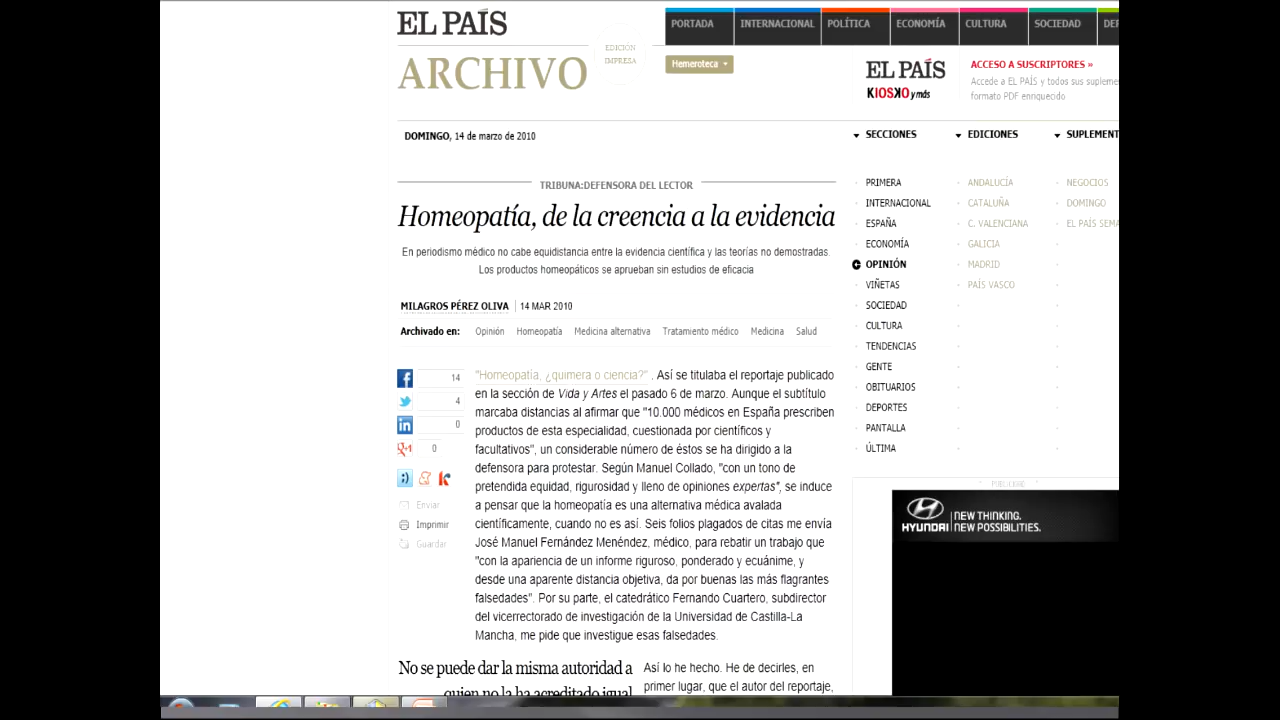 EL PAÍS
ARCHIVO
EDICIÓN
IMPRESA
PORTADA
INTERNACIONAL
POLÍTICA
ECONOMÍA
CULTURA
SOCIEDAD
Hemeroteca
EL PAÍS
KIOSKO y más
ACCESO A SUSCRIPTORES »
Accede a EL PAÍS y todos sus supleme
formato PDF enriquecido
DOMINGO, 14 de marzo de 2010
SECCIONES
EDICIONES
SUPLEMENT
TRIBUNA:DEFENSORA DEL LECTOR
Homeopatía, de la creencia a la evidencia
En periodismo médico no cabe equidistancia entre la evidencia científica y las teorías no demostradas.
Los productos homeopáticos se aprueban sin estudios de eficacia
MILAGROS PÉREZ OLIVA | 14 MAR 2010
Archivado en: Opinión Homeopatía Medicina alternativa Tratamiento médico Medicina Salud
14
4
0
0
Enviar
Imprimir
Guardar
"Homeopatía, ¿quimera o ciencia?" . Así se titulaba el reportaje publicado
en la sección de Vida y Artes el pasado 6 de marzo. Aunque el subtítulo
marcaba distancias al afirmar que "10.000 médicos en España prescriben
productos de esta especialidad, cuestionada por científicos y
facultativos", un considerable número de éstos se ha dirigido a la
defensora para protestar. Según Manuel Collado, "con un tono de
pretendida equidad, rigurosidad y lleno de opiniones expertas", se induce
a pensar que la homeopatía es una alternativa médica avalada
científicamente, cuando no es así. Seis folios plagados de citas me envía
José Manuel Fernández Menéndez, médico, para rebatir un trabajo que
"con la apariencia de un informe riguroso, ponderado y ecuánime, y
desde una aparente distancia objetiva, da por buenas las más flagrantes
falsedades". Por su parte, el catedrático Fernando Cuartero, subdirector
del vicerrectorado de investigación de la Universidad de Castilla-La
Mancha, me pide que investigue esas falsedades.
No se puede dar la misma autoridad a
quien no la ha acreditado igual
Así lo he hecho. He de decirles, en
primer lugar, que el autor del reportaje,
PRIMERA
INTERNACIONAL
ESPAÑA
ECONOMÍA
OPINIÓN
VIÑETAS
SOCIEDAD
CULTURA
TENDENCIAS
GENTE
OBITUARIOS
DEPORTES
PANTALLA
ÚLTIMA
ANDALUCÍA
CATALUÑA
C. VALENCIANA
GALICIA
MADRID
PAÍS VASCO
NEGOCIOS
DOMINGO
EL PAÍS SEMA
PUBLICIDAD
HYUNDAI
NEW THINKING.
NEW POSSIBILITIES.